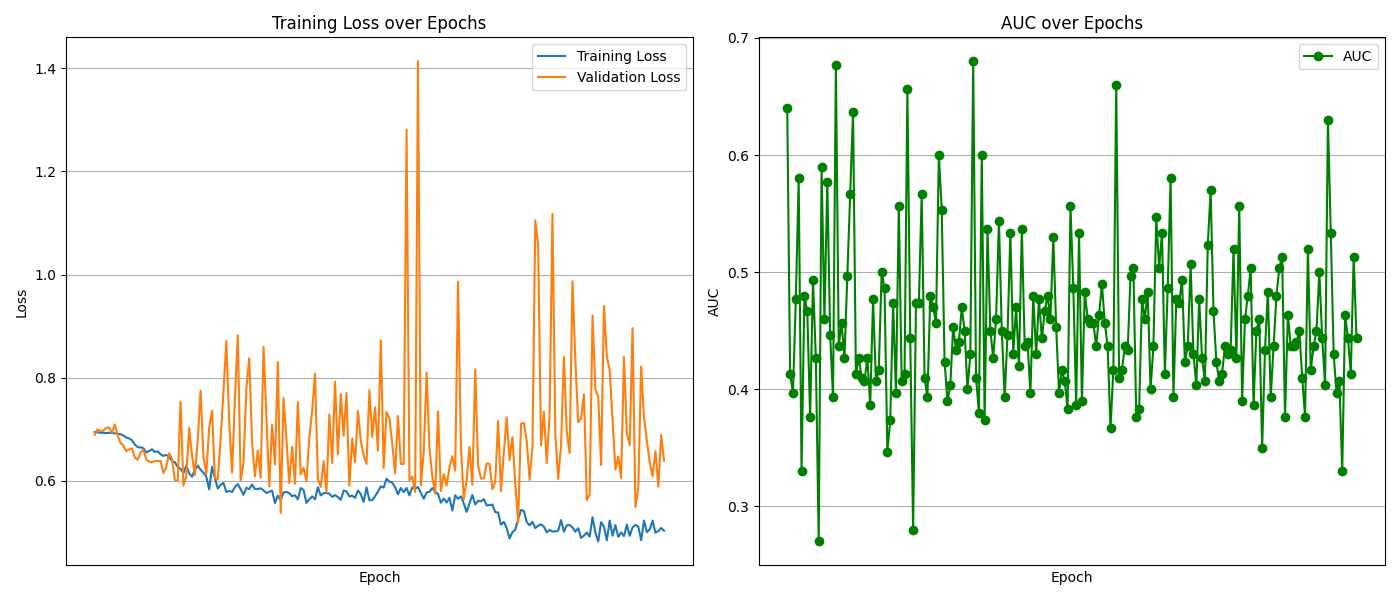 Training Loss over Epochs
Training Loss
Validation Loss
1.4
1.2
1.0
0.8
0.6
Loss
Epoch
AUC over Epochs
AUC
0.7
0.6
0.5
0.4
0.3
AUC
Epoch